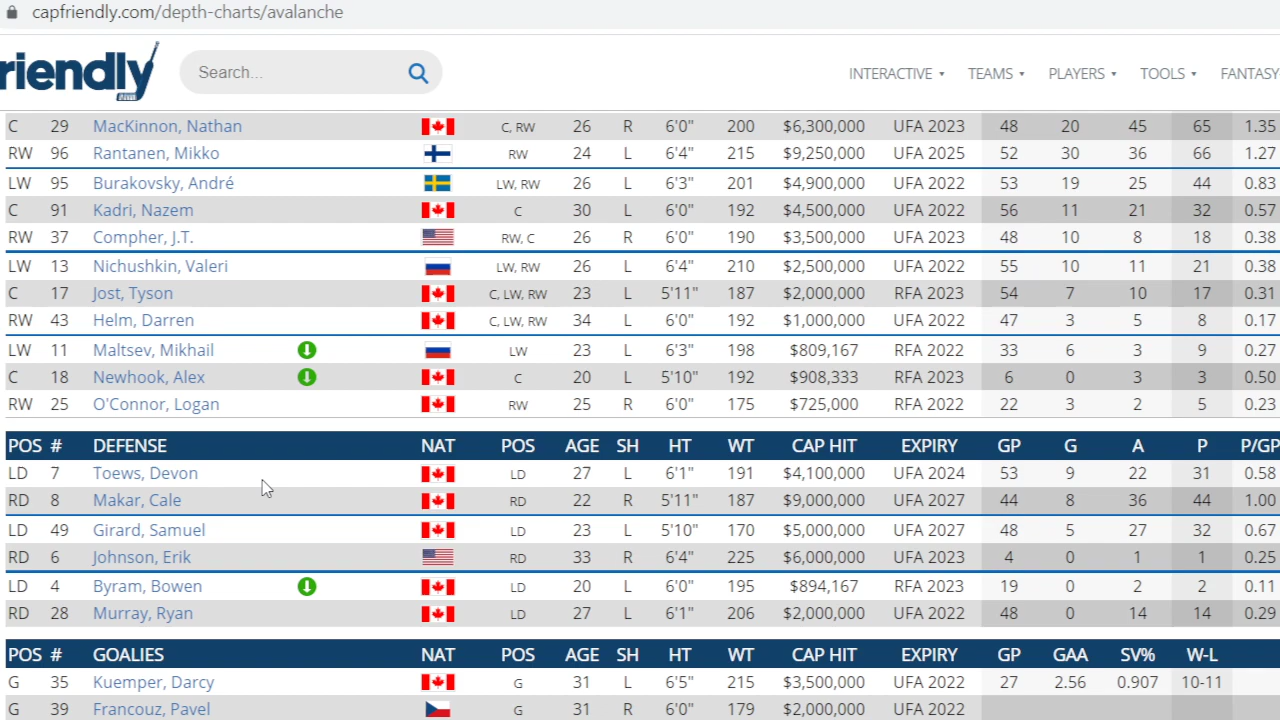 capfriendly.com/depth-charts/avalanche
riendly Search... INTERACTIVE TEAMS PLAYERS TOOLS FANTASY
C 29 MacKinnon, Nathan C, RW 26 R 6'0" 200 $6,300,000 UFA 2023 48 20 45 65 1.35
RW 96 Rantanen, Mikko RW 24 L 6'4" 215 $9,250,000 UFA 2025 52 30 36 66 1.27
LW 95 Burakovsky, André LW, RW 26 L 6'3" 201 $4,900,000 UFA 2022 53 19 25 44 0.83
C 91 Kadri, Nazem C 30 L 6'0" 192 $4,500,000 UFA 2022 56 11 21 32 0.57
RW 37 Compher, J.T. RW, C 26 R 6'0" 190 $3,500,000 UFA 2023 48 10 8 18 0.38
LW 13 Nichushkin, Valeri LW, RW 26 L 6'4" 210 $2,500,000 UFA 2022 55 10 11 21 0.38
C 17 Jost, Tyson C, LW, RW 23 L 5'11" 187 $2,000,000 RFA 2023 54 7 10 17 0.31
RW 43 Helm, Darren C, LW, RW 34 L 6'0" 192 $1,000,000 UFA 2022 47 3 5 8 0.17
LW 11 Maltsev, Mikhail LW 23 L 6'3" 198 $809,167 RFA 2022 33 6 3 9 0.27
C 18 Newhook, Alex C 20 L 5'10" 192 $908,333 RFA 2023 6 0 3 3 0.50
RW 25 O'Connor, Logan RW 25 R 6'0" 175 $725,000 RFA 2022 22 3 2 5 0.23
POS # DEFENSE NAT POS AGE SH HT WT CAP HIT EXPIRY GP G A P P/GP
LD 7 Toews, Devon LD 27 L 6'1" 191 $4,100,000 UFA 2024 53 9 22 31 0.58
RD 8 Makar, Cale RD 22 R 5'11" 187 $9,000,000 UFA 2027 44 8 36 44 1.00
LD 49 Girard, Samuel LD 23 L 5'10" 170 $5,000,000 UFA 2027 48 5 27 32 0.67
RD 6 Johnson, Erik RD 33 R 6'4" 225 $6,000,000 UFA 2023 4 0 1 1 0.25
LD 4 Byram, Bowen LD 20 L 6'0" 195 $894,167 RFA 2023 19 0 2 2 0.11
RD 28 Murray, Ryan LD 27 L 6'1" 206 $2,000,000 UFA 2022 48 0 14 14 0.29
POS # GOALIES NAT POS AGE SH HT WT CAP HIT EXPIRY GP GAA SV% W-L
G 35 Kuemper, Darcy G 31 L 6'5" 215 $3,500,000 UFA 2022 27 2.56 0.907 10-11
G 39 Francouz, Pavel G 31 R 6'0" 179 $2,000,000 UFA 2022